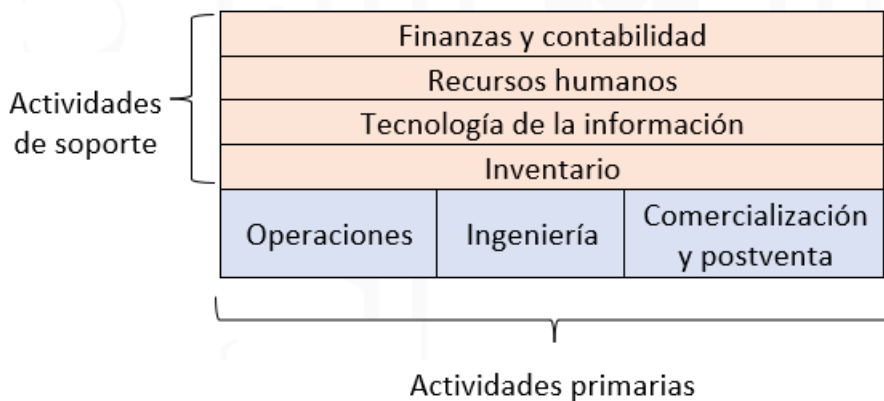 Finanzas y contabilidad
Recursos humanos
Actividades
de soporte
Tecnología de la información
Inventario
Operaciones
Ingeniería
Comercialización
y postventa
Actividades primarias